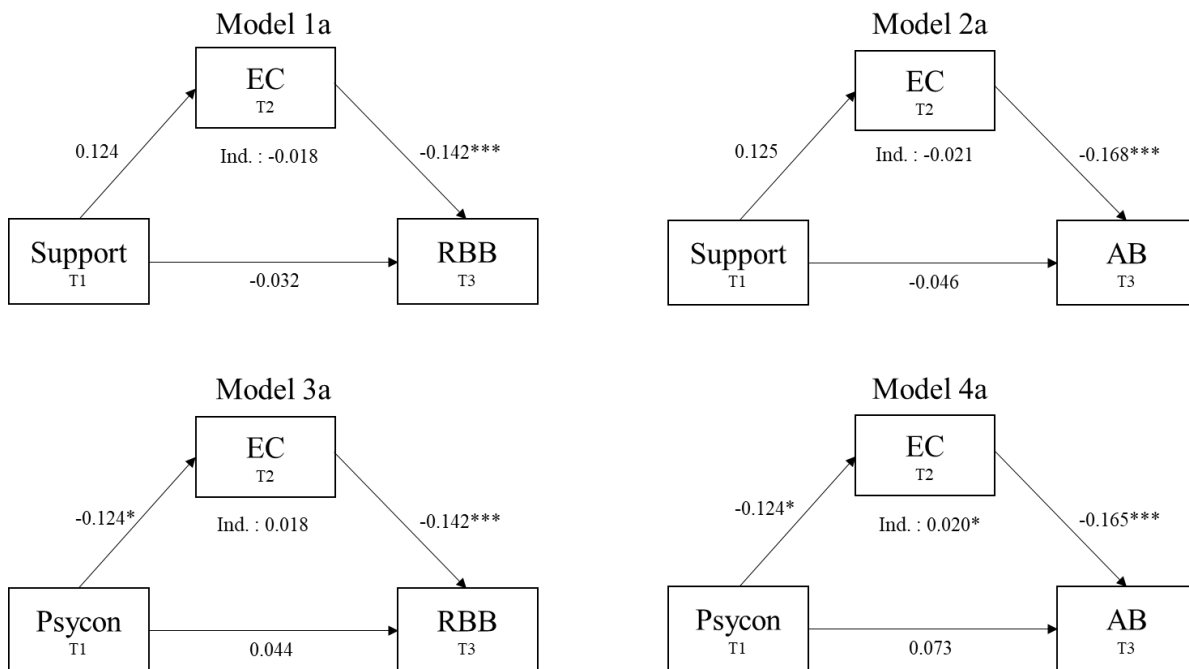 Model 1a
EC
T2
0.124
Ind. : -0.018
-0.142***
Support
T1
-0.032
RBB
T3
Model 2a
EC
T2
0.125
Ind. : -0.021
-0.168***
Support
T1
-0.046
AB
T3
Model 3a
EC
T2
-0.124*
Ind. : 0.018
-0.142***
Psycon
T1
0.044
RBB
T3
Model 4a
EC
T2
-0.124*
Ind. : 0.020*
-0.165***
Psycon
T1
0.073
AB
T3